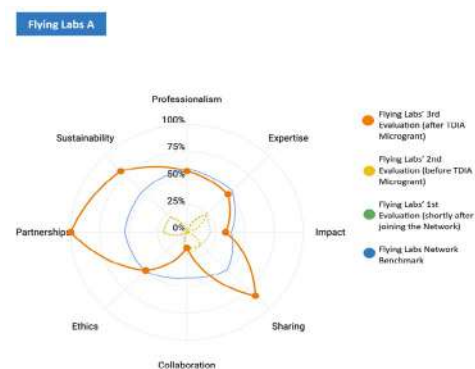 Flying Labs A
Professionalism
100%
75%
50%
25%
0%
Sustainability
Expertise
Partnerships
Impact
Ethics
Sharing
Collaboration
Flying Labs' 3rd
Evaluation (after TDIA
Microgrant)
Flying Labs' 2nd
Evaluation (before TDIA
Microgrant)
Flying Labs' 1st
Evaluation (shortly after
joining the Network)
Flying Labs Network
Benchmark